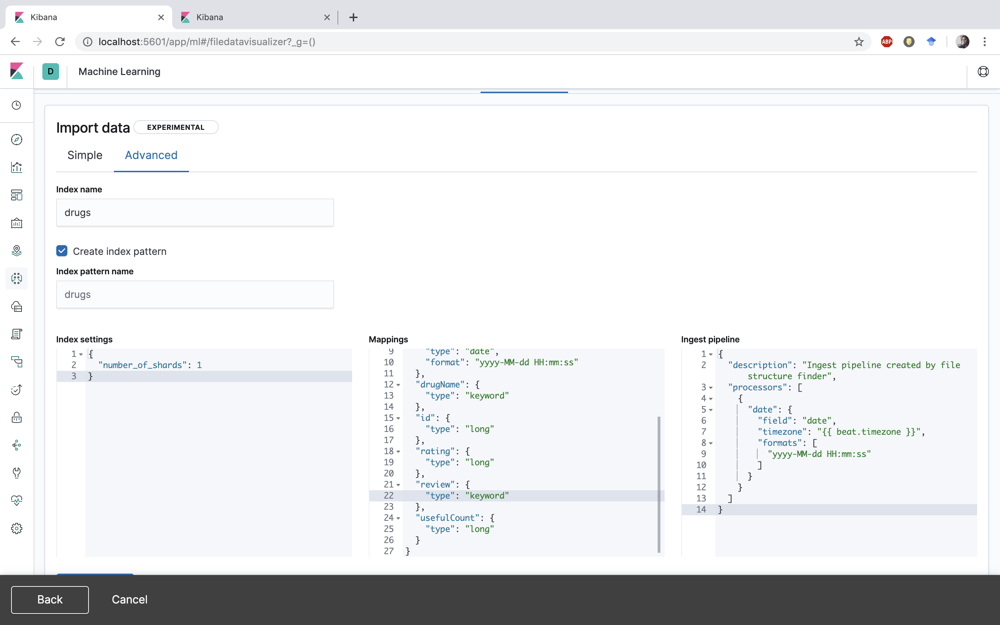 Kibana
Kibana
localhost:5601/app/ml#/filedatavisualizer?_g=()
ABP
D
Machine Learning
Import data
EXPERIMENTAL
Simple
Advanced
Index name
drugs
Create index pattern
Index pattern name
drugs
Index settings
1 {
2 "number_of_shards": 1
3 }
Mappings
9 "type": "date",
10 "format": "yyyy-MM-dd HH:mm:ss"
11 },
12 "drugName": {
13 "type": "keyword"
14 },
15 "id": {
16 "type": "long"
17 },
18 "rating": {
19 "type": "long"
20 },
21 "review": {
22 "type": "keyword"
23 },
24 "usefulCount": {
25 "type": "long"
26 }
27 }
Ingest pipeline
1 {
2 "description": "Ingest pipeline created by file
structure finder",
3 "processors": [
4 {
5 "date": {
6 "field": "date",
7 "timezone": "{{ beat.timezone }}",
8 "formats": [
9 "yyyy-MM-dd HH:mm:ss"
10 ]
11 }
12 }
13 ]
14 }
Back
Cancel